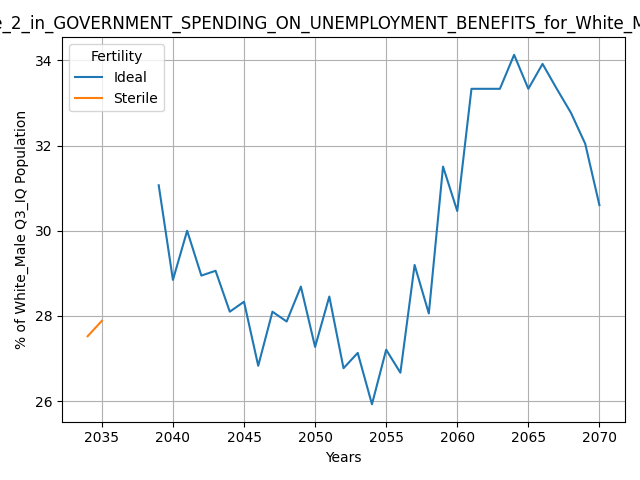 _2_in_GOVERNMENT_SPENDING_ON_UNEMPLOYMENT_BENEFITS_for_White_M
Fertility
Ideal
Sterile
% of White_Male Q3_IQ Population
34
32
30
28
26
2035 2040 2045 2050 2055 2060 2065 2070
Years